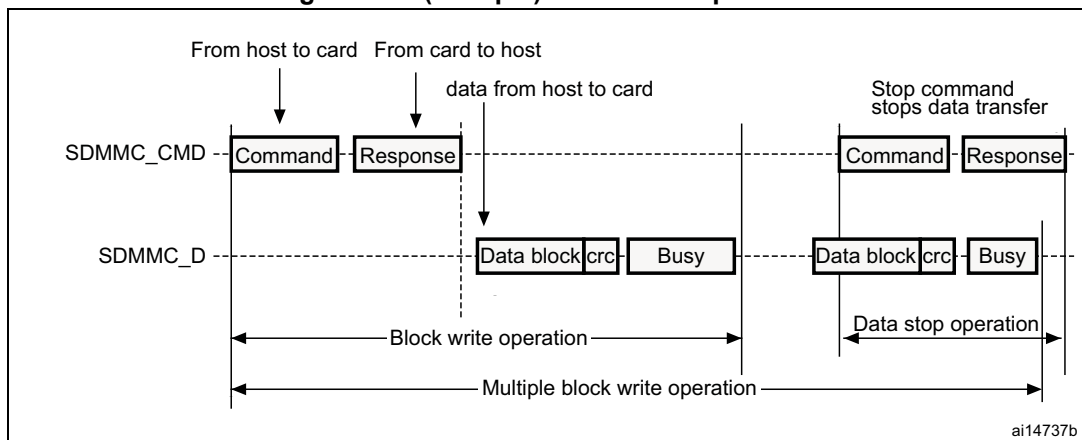 From host to card From card to host
data from host to card
Stop command
stops data transfer
SDMMC_CMD Command Response Command Response
SDMMC_D Data block crc Busy Data block crc Busy
Block write operation Data stop operation
Multiple block write operation
ai14737b